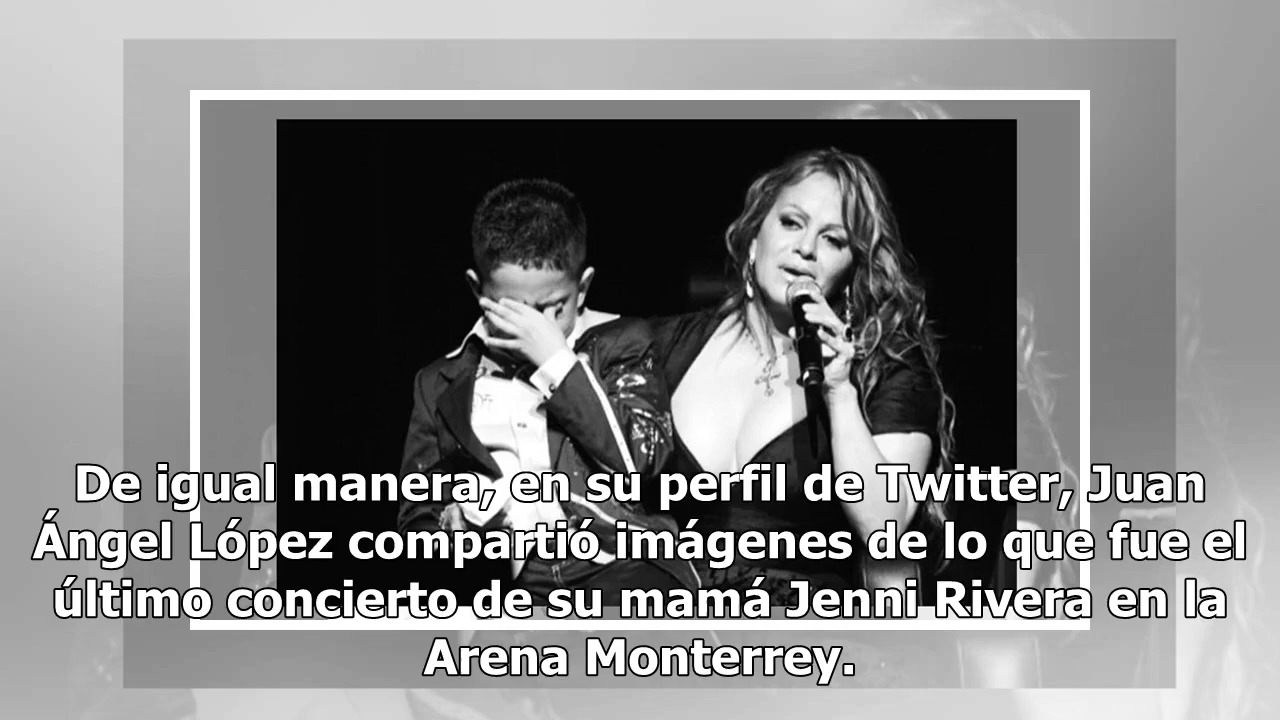 De igual manera, en su perfil de Twitter, Juan
Ángel López compartió imágenes de lo que fue el
último concierto de su mamá Jenni Rivera en la
Arena Monterrey.